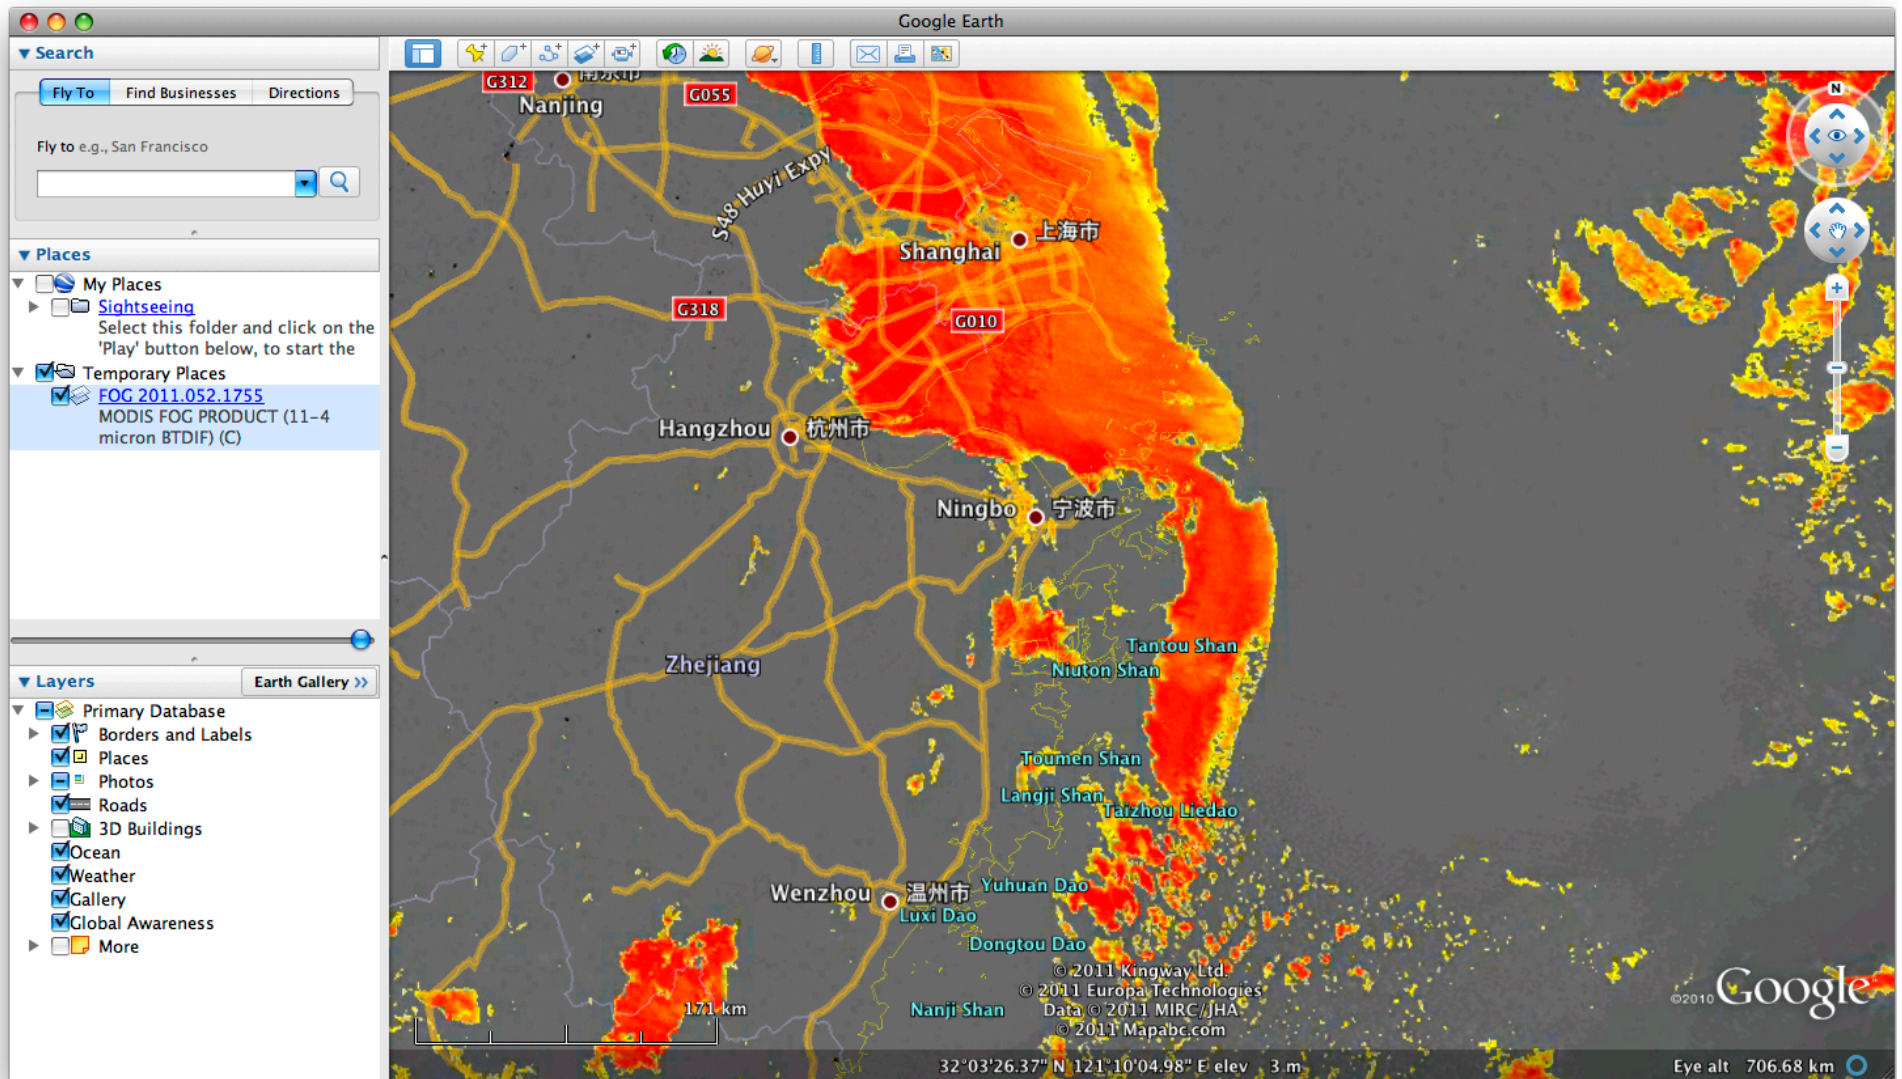 Google Earth
Search
Fly To
Find Businesses
Directions
Fly to e.g., San Francisco
Places
My Places
Sightseeing
Select this folder and click on the
'Play' button below, to start the
Temporary Places
FOG 2011.052.1755
MODIS FOG PRODUCT (11-4
micron BTDIF) (C)
Layers
Earth Gallery >>
Primary Database
Borders and Labels
Places
Photos
Roads
3D Buildings
Ocean
Weather
Gallery
Global Awareness
More
N
G312
南京市
Nanjing
G055
S48 Huyi Expy
Shanghai
上海市
G318
G010
Hangzhou
杭州市
Ningbo
宁波市
Zhejiang
Tantou Shan
Niuton Shan
Toumen Shan
Langji Shan
Taizhou Liedao
Wenzhou
温州市
Yuhuan Dao
Luxi Dao
Dongtou Dao
Nanji Shan
171 km
© 2011 Kingway Ltd.
© 2011 Europa Technologies
Data © 2011 MIRC/JHA
© 2011 Mapabc.com
©2010 Google
32°03'26.37" N 121°10'04.98" E elev 3 m
Eye alt 706.68 km